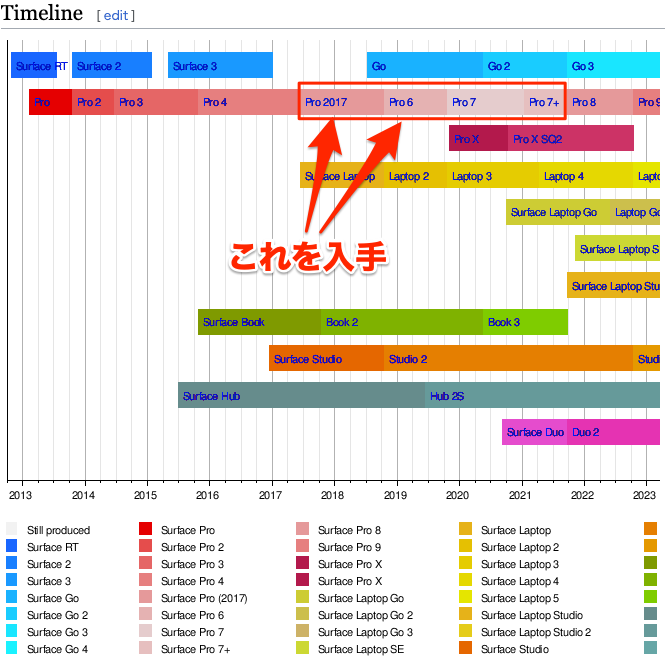 Timeline [ edit ]
Surface RT Surface 2 Surface 3 Go Go 2 Go 3
Pro Pro 2 Pro 3 Pro 4 Pro 2017 Pro 6 Pro 7 Pro 7+ Pro 8 Pro 9
Pro X Pro X SQ2
Surface Laptop Laptop 2 Laptop 3 Laptop 4 Lapto
Surface Laptop Go Laptop Go
これを入手
Surface Laptop S
Surface Laptop Stu
Surface Book Book 2 Book 3
Surface Studio Studio 2 Studi
Surface Hub Hub 2S
Surface Duo Duo 2
2013 2014 2015 2016 2017 2018 2019 2020 2021 2022 2023
Still produced Surface Pro Surface Pro 8 Surface Laptop
Surface RT Surface Pro 2 Surface Pro 9 Surface Laptop 2
Surface 2 Surface Pro 3 Surface Pro X Surface Laptop 3
Surface 3 Surface Pro 4 Surface Pro X Surface Laptop 4
Surface Go Surface Pro (2017) Surface Laptop Go Surface Laptop 5
Surface Go 2 Surface Pro 6 Surface Laptop Go 2 Surface Laptop Studio
Surface Go 3 Surface Pro 7 Surface Laptop Go 3 Surface Laptop Studio 2
Surface Go 4 Surface Pro 7+ Surface Laptop SE Surface Studio